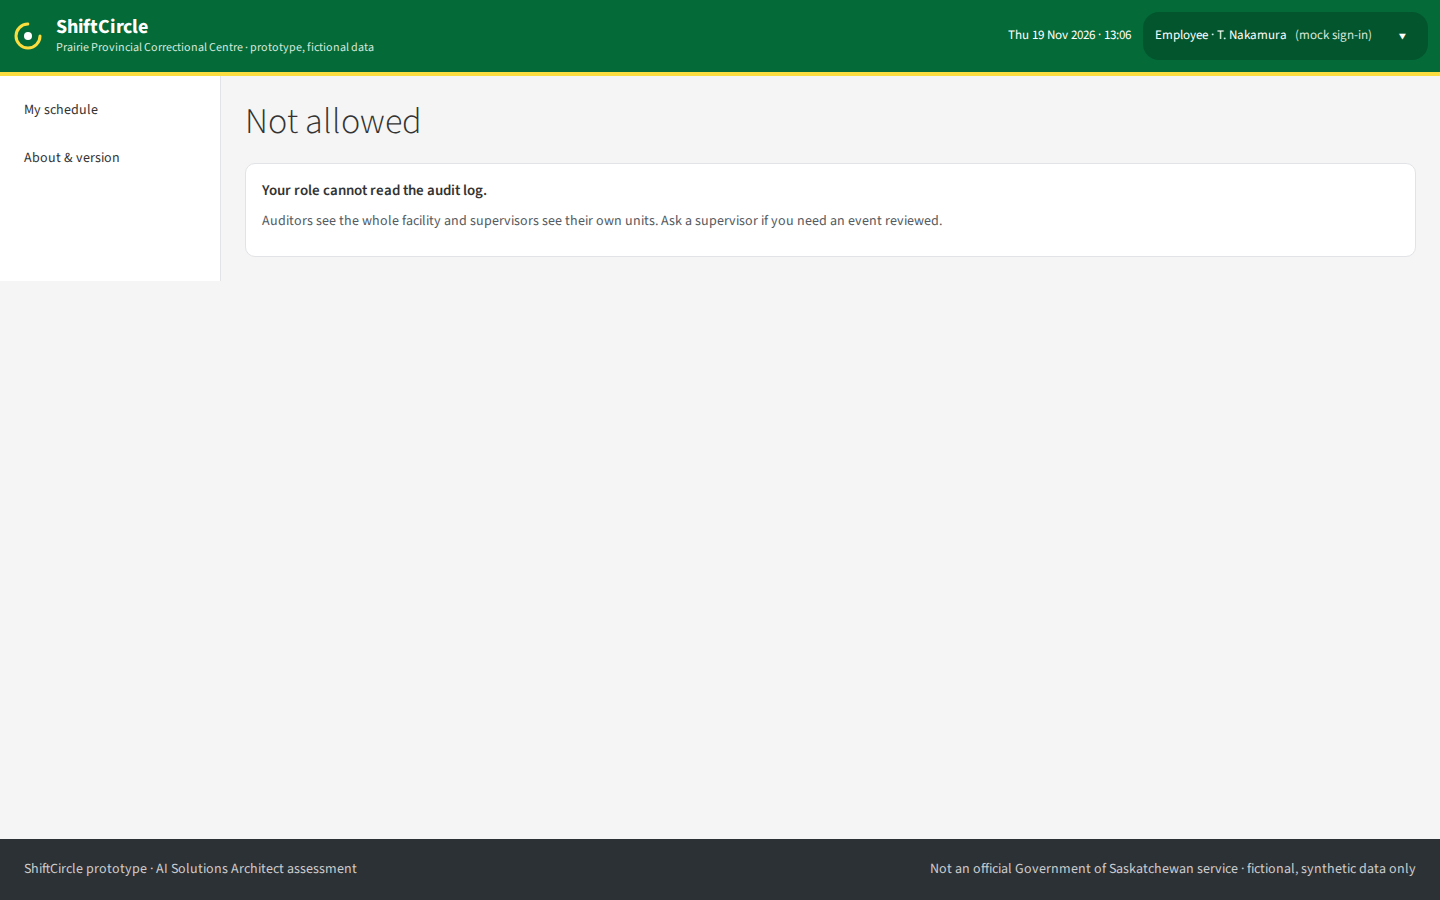 ShiftCircle
Prairie Provincial Correctional Centre · prototype, fictional data
Thu 19 Nov 2026 · 13:06
Employee · T. Nakamura (mock sign-in)
My schedule
About & version
Not allowed
Your role cannot read the audit log.
Auditors see the whole facility and supervisors see their own units. Ask a supervisor if you need an event reviewed.
ShiftCircle prototype · AI Solutions Architect assessment
Not an official Government of Saskatchewan service · fictional, synthetic data only